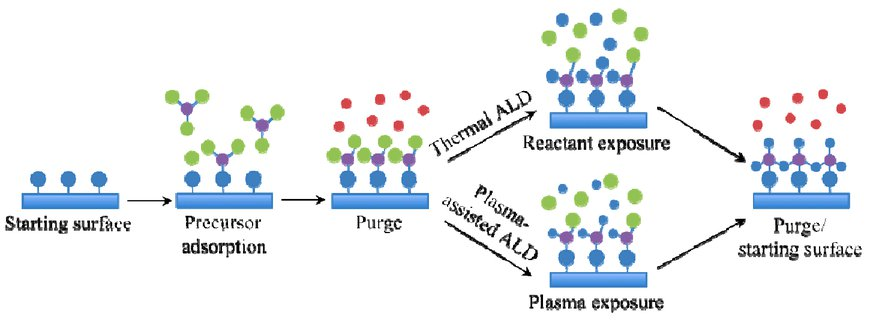 Starting surface
Precursor
adsorption
Purge
Thermal ALD
Reactant exposure
Plasma-
assisted ALD
Plasma exposure
Purge/
starting surface